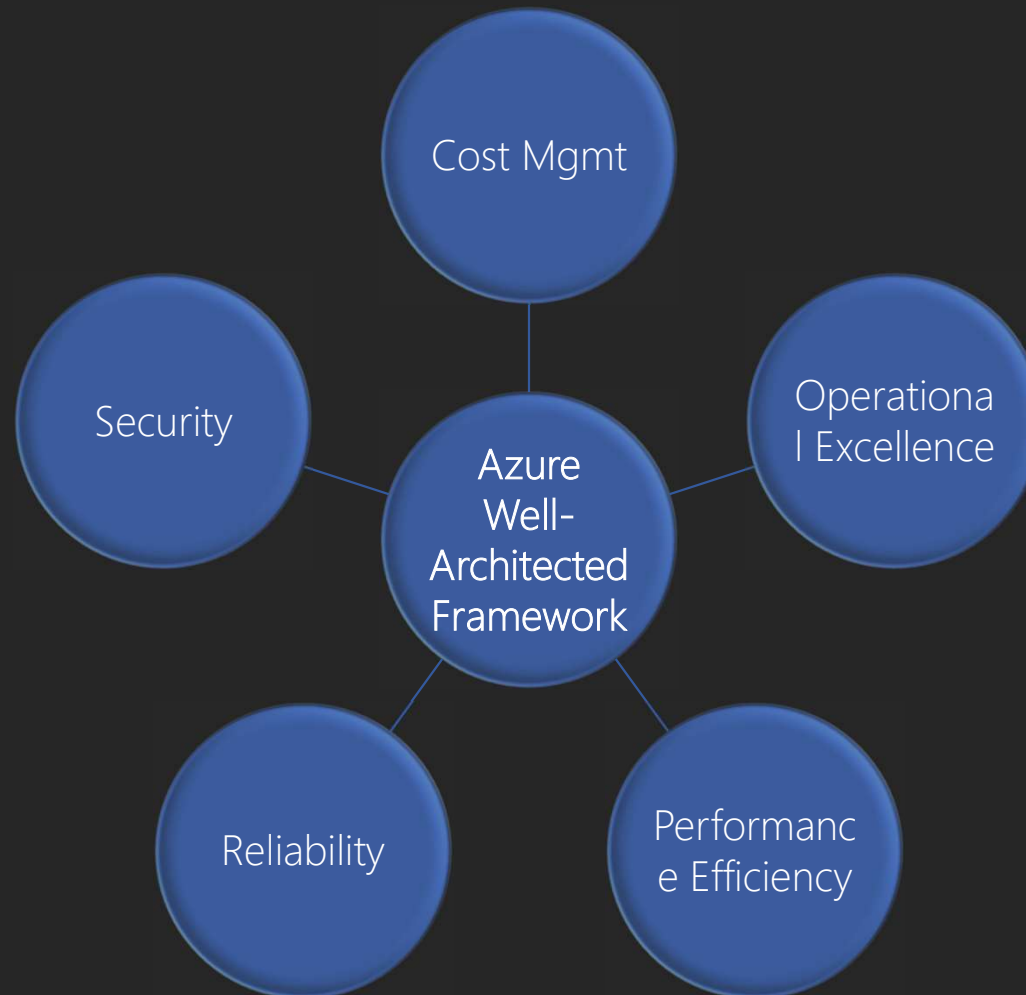 Cost Mgmt
Operationa
l Excellence
Performanc
e Efficiency
Reliability
Security
Azure
Well-
Architected
Framework